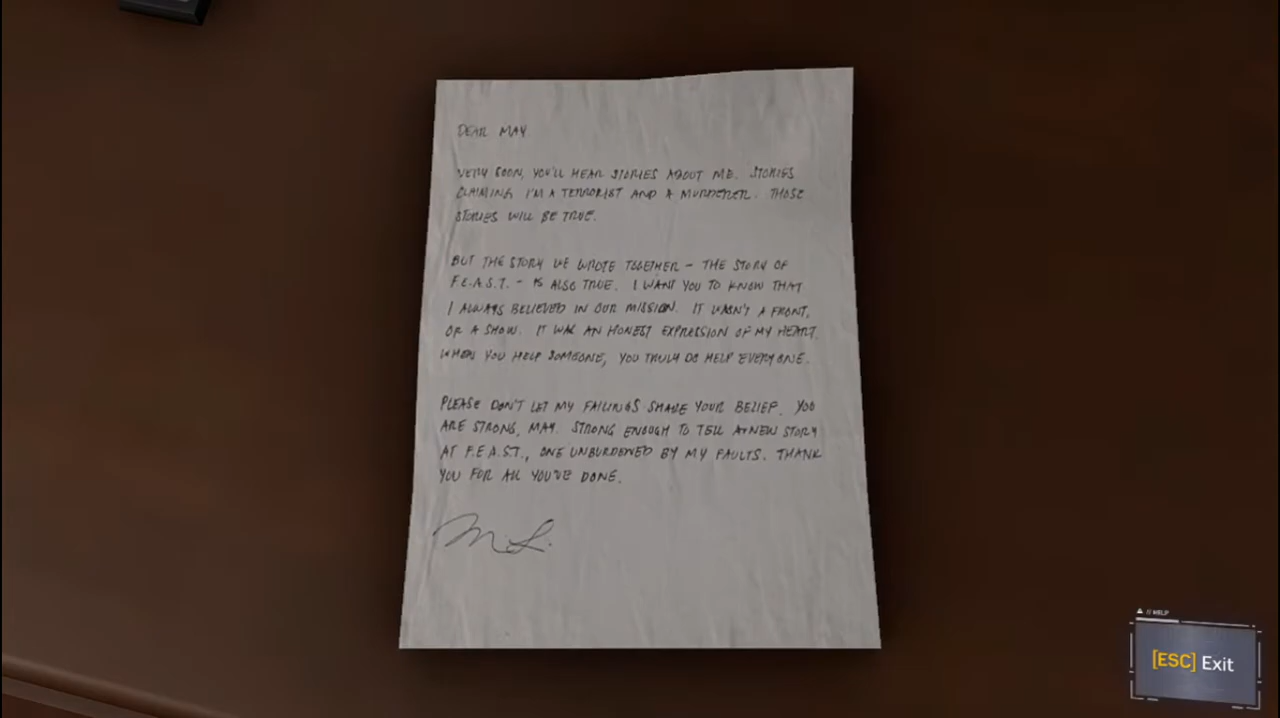 DEAR MAY
VERY SOON, YOU'LL HEAR STORIES ABOUT ME. STORIES
CLAIMING I'M A TERRORIST AND A MURDERER. THOSE
STORIES WILL BE TRUE.
BUT THE STORY WE WROTE TOGETHER - THE STORY OF
F.E.A.S.T. - IS ALSO TRUE. I WANT YOU TO KNOW THAT
I ALWAYS BELIEVED IN OUR MISSION. IT WASN'T A FRONT,
OR A SHOW. IT WAS AN HONEST EXPRESSION OF MY HEART.
WHEN YOU HELP SOMEONE, YOU TRULY DO HELP EVERYONE.
PLEASE DON'T LET MY FAILINGS SHAKE YOUR BELIEF. YOU
ARE STRONG, MAY. STRONG ENOUGH TO TELL A NEW STORY
AT F.E.A.S.T., ONE UNBURDENED BY MY FAULTS. THANK
YOU FOR ALL YOU'VE DONE.
M.L.
// HELP
[ESC] Exit